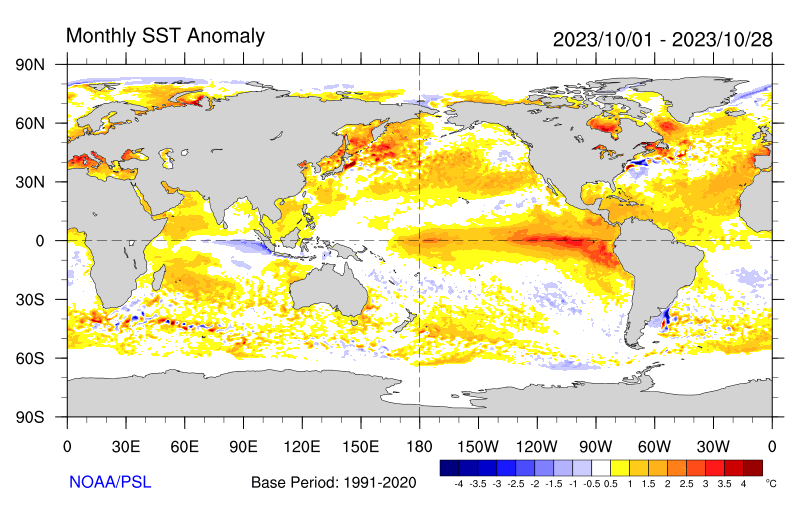 Monthly SST Anomaly
2023/10/01 - 2023/10/28
90N
60N
30N
0
30S
60S
90S
0 30E 60E 90E 120E 150E 180 150W 120W 90W 60W 30W 0
NOAA/PSL
Base Period: 1991-2020
-4 -3.5 -3 -2.5 -2 -1.5 -1 -0.5 0.5 1 1.5 2 2.5 3 3.5 4 °C